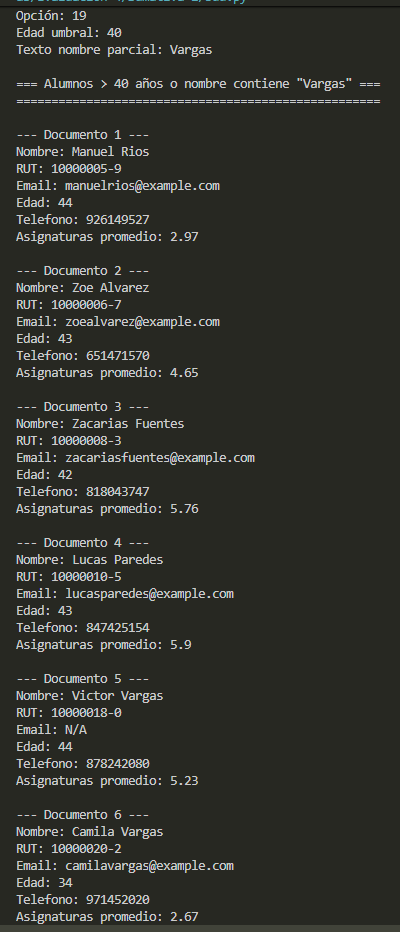 Opción: 19
Edad umbral: 40
Texto nombre parcial: Vargas
=== Alumnos > 40 años o nombre contiene "Vargas" ===
====================================================
--- Documento 1 ---
Nombre: Manuel Rios
RUT: 10000005-9
Email: manuelrios@example.com
Edad: 44
Telefono: 926149527
Asignaturas promedio: 2.97
--- Documento 2 ---
Nombre: Zoe Alvarez
RUT: 10000006-7
Email: zoealvarez@example.com
Edad: 43
Telefono: 651471570
Asignaturas promedio: 4.65
--- Documento 3 ---
Nombre: Zacarias Fuentes
RUT: 10000008-3
Email: zacariasfuentes@example.com
Edad: 42
Telefono: 818043747
Asignaturas promedio: 5.76
--- Documento 4 ---
Nombre: Lucas Paredes
RUT: 10000010-5
Email: lucasparedes@example.com
Edad: 43
Telefono: 847425154
Asignaturas promedio: 5.9
--- Documento 5 ---
Nombre: Victor Vargas
RUT: 10000018-0
Email: N/A
Edad: 44
Telefono: 878242080
Asignaturas promedio: 5.23
--- Documento 6 ---
Nombre: Camila Vargas
RUT: 10000020-2
Email: camilavargas@example.com
Edad: 34
Telefono: 971452020
Asignaturas promedio: 2.67